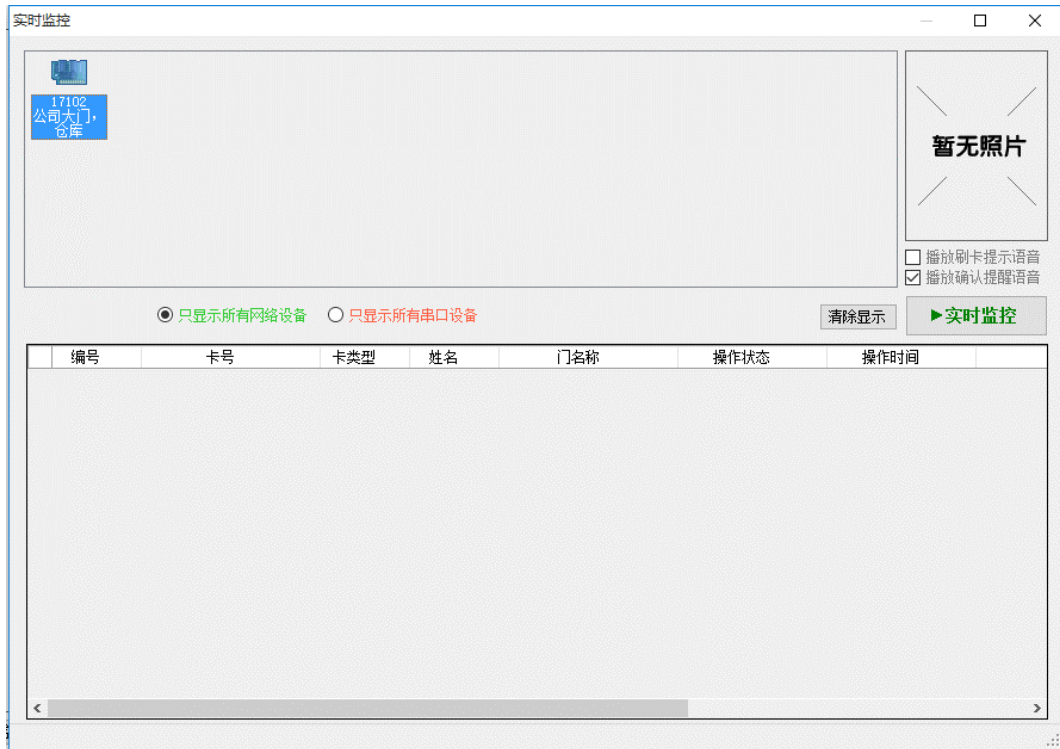 实时监控
17102
公司大门，
仓库
暂无照片
播放刷卡提示语音
播放确认提醒语音
只显示所有网络设备 只显示所有串口设备 清除显示 ▶实时监控
编号 卡号 卡类型 姓名 门名称 操作状态 操作时间